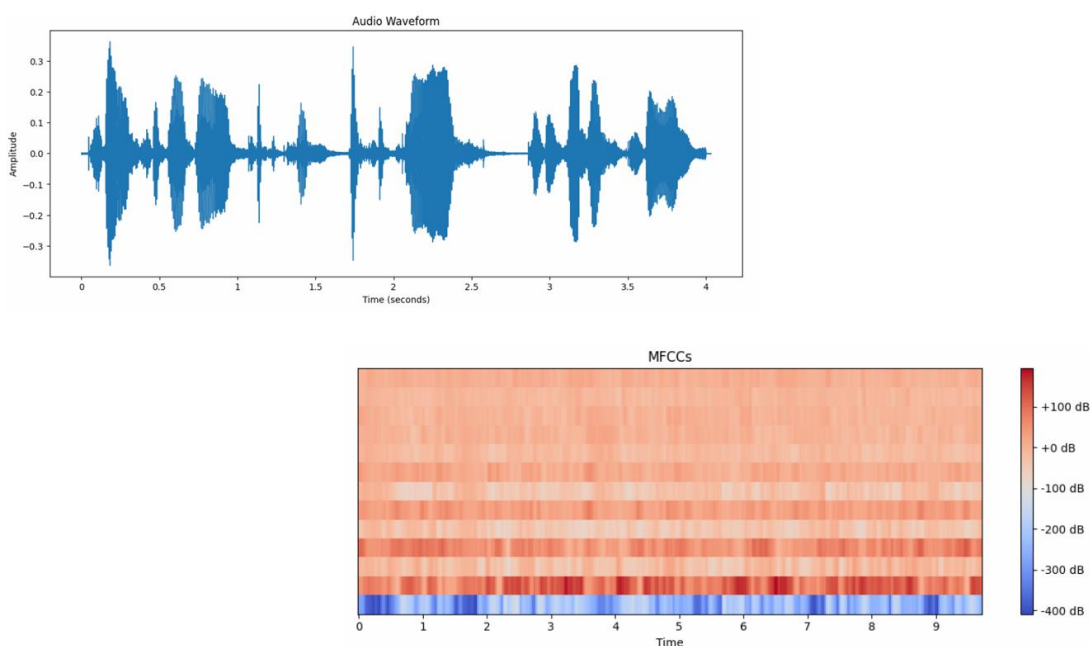 Audio Waveform
0.3
0.2
0.1
0.0
−0.1
−0.2
−0.3
Amplitude
0 0.5 1 1.5 2 2.5 3 3.5 4
Time (seconds)
MFCCs
+100 dB
+0 dB
-100 dB
-200 dB
-300 dB
-400 dB
0 1 2 3 4 5 6 7 8 9
Time